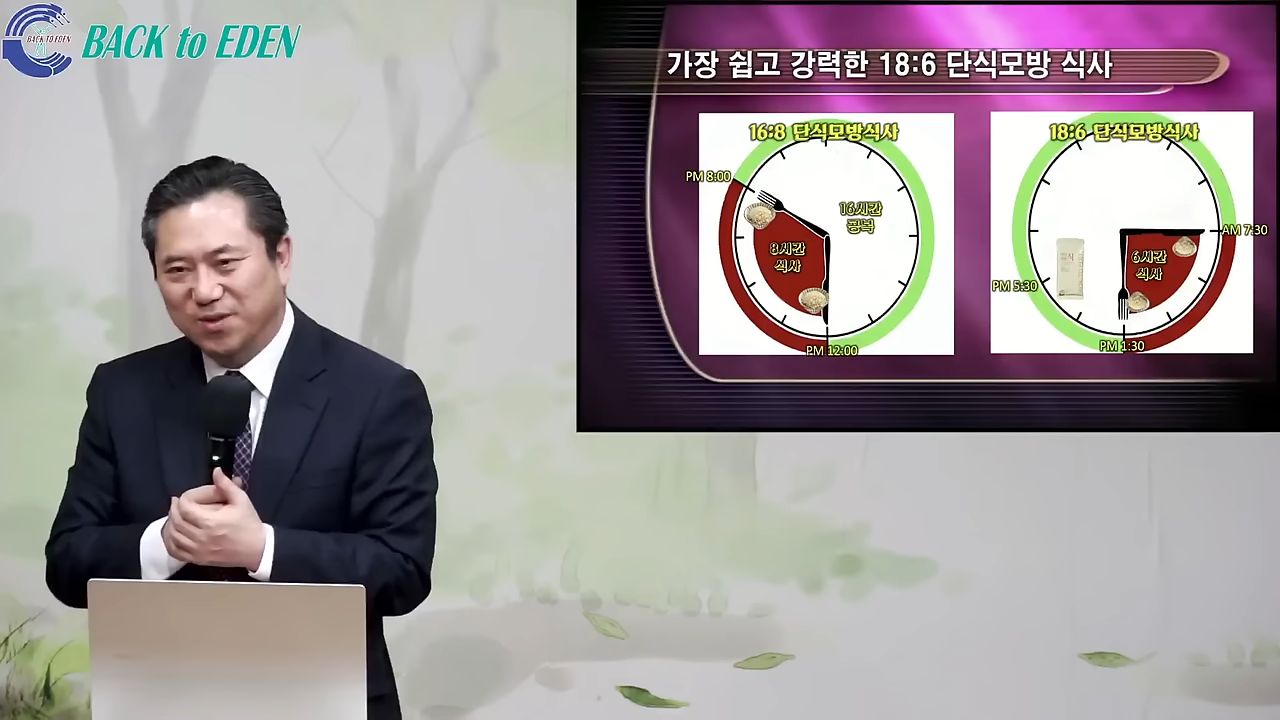 BACK TO EDEN
BACK to EDEN
가장 쉽고 강력한 18:6 단식모방 식사
16:8 단식모방식사
PM 8:00
16시간
공복
8시간
식사
PM 12:00
18:6 단식모방식사
AM 7:30
6시간
식사
PM 5:30
PM 1:30